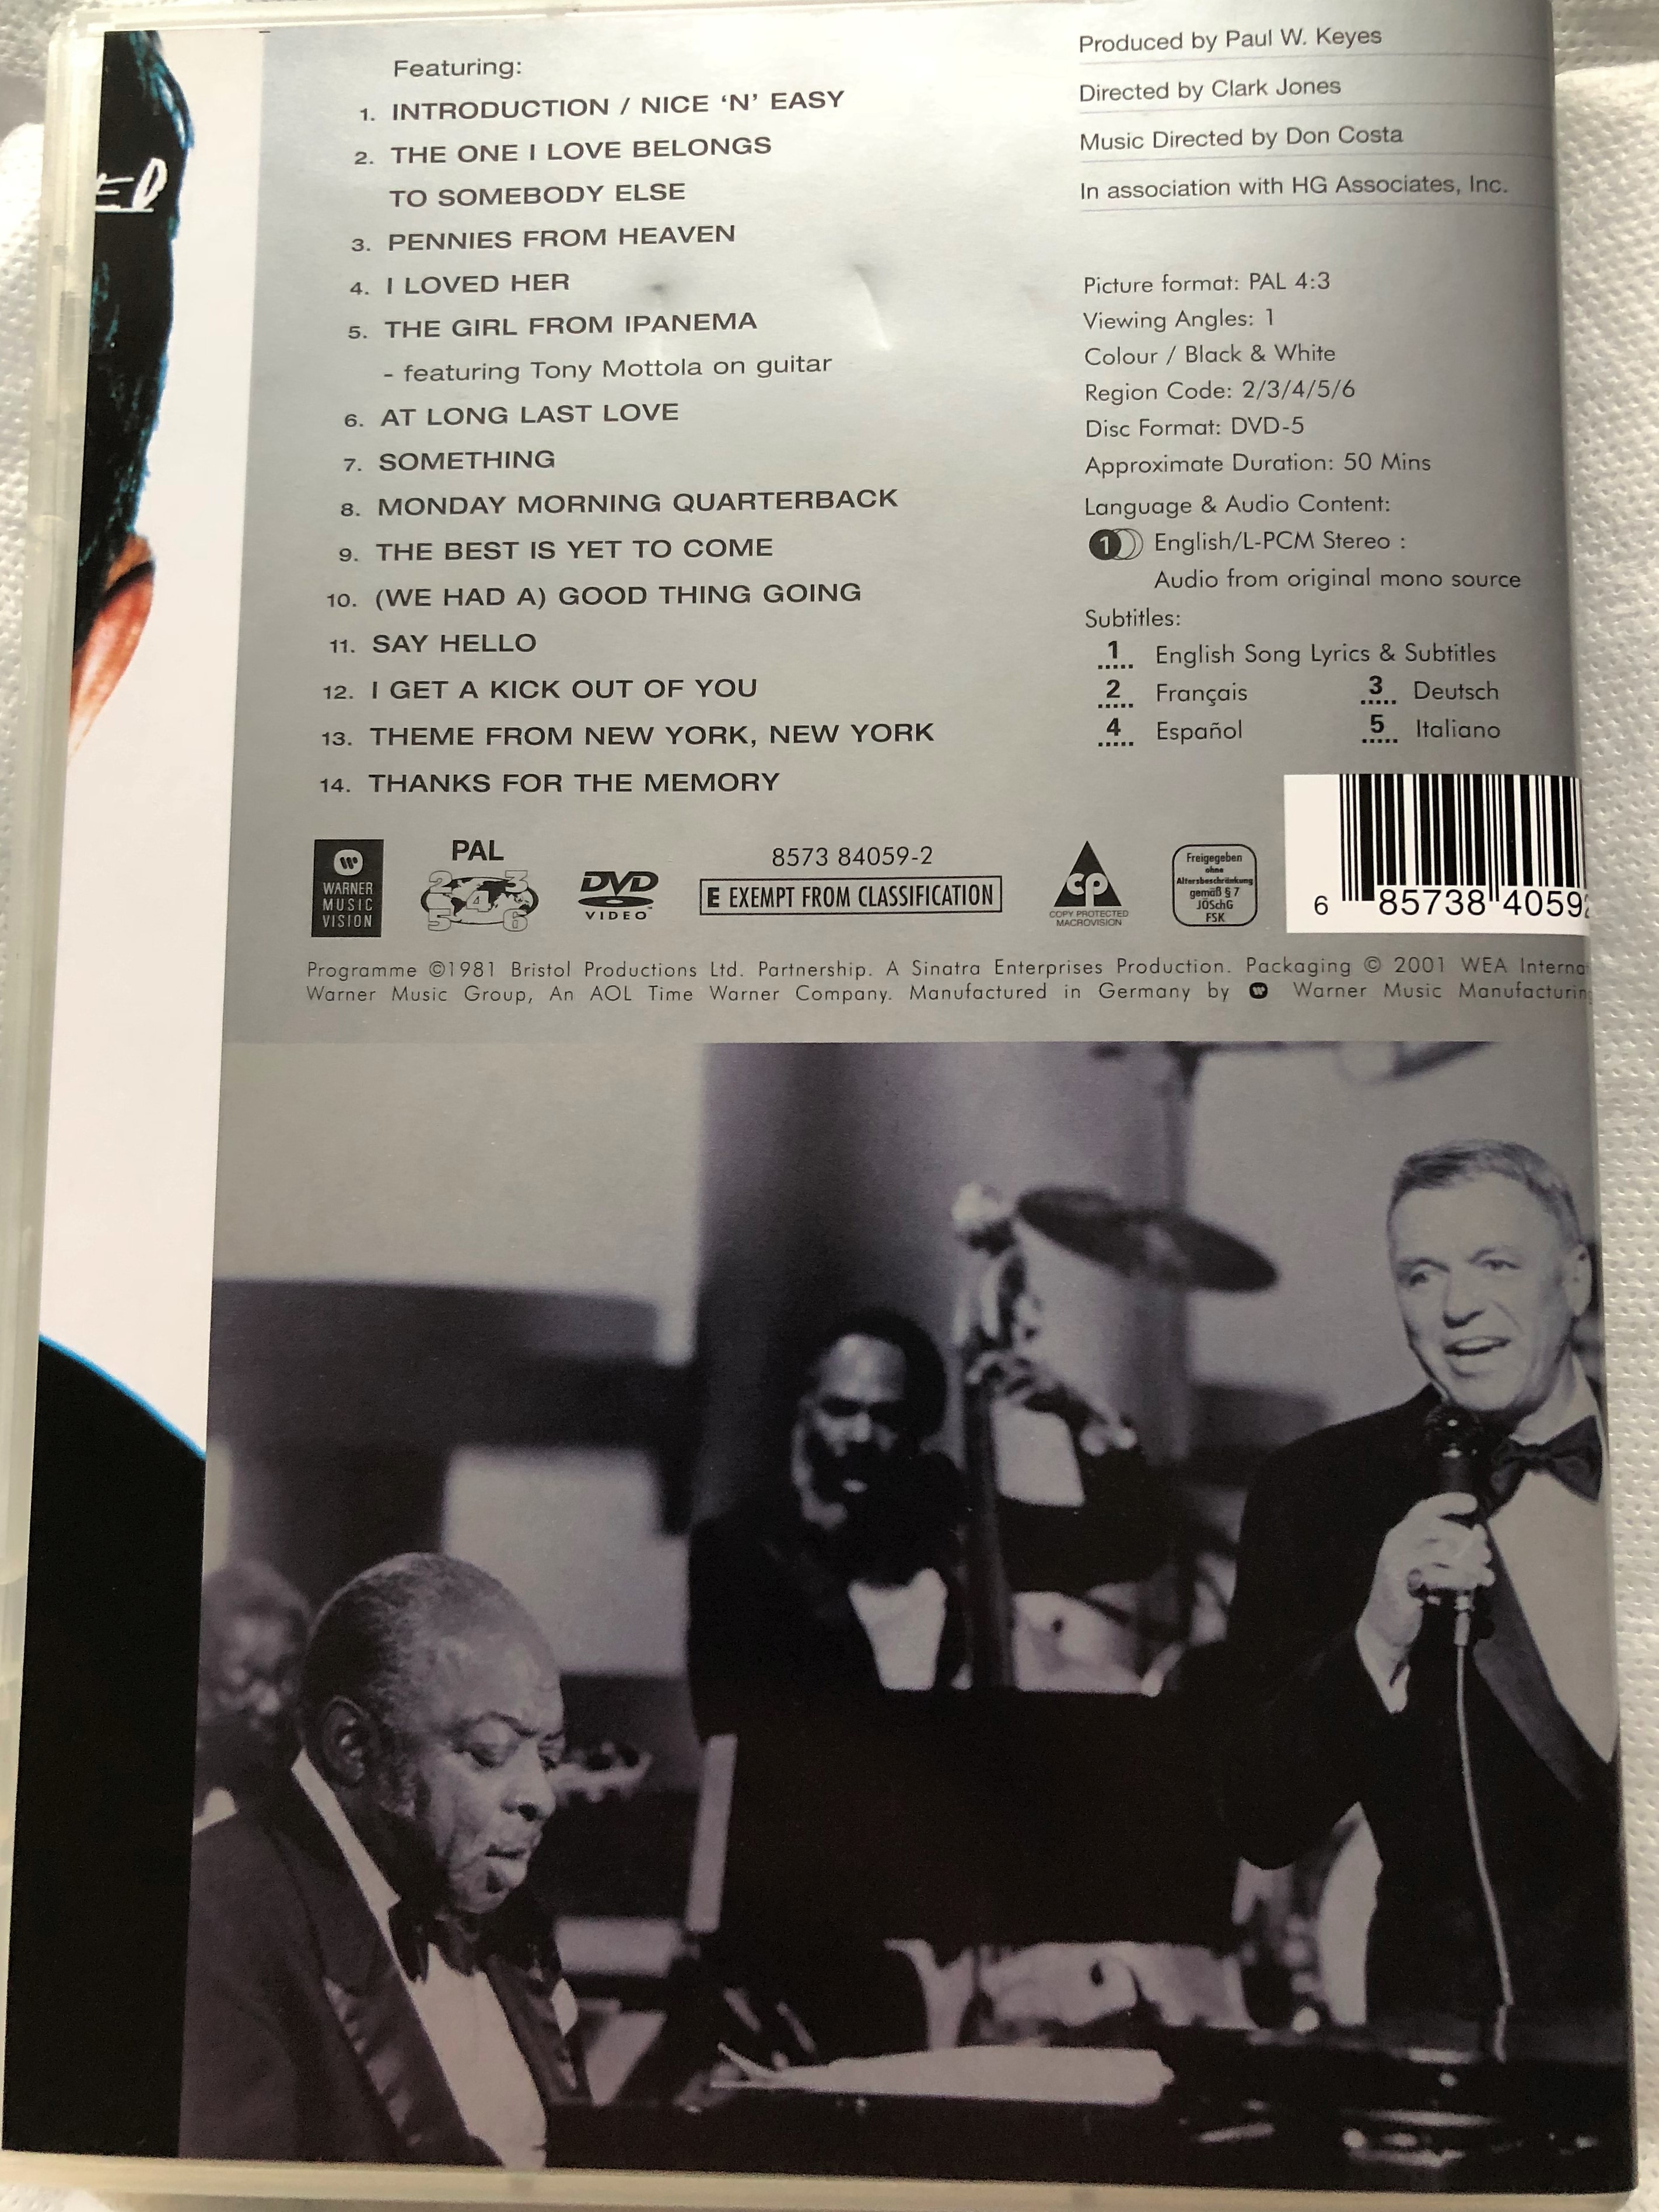 ED
Featuring:
1. INTRODUCTION / NICE ‘N’ EASY
2. THE ONE I LOVE BELONGS
TO SOMEBODY ELSE
3. PENNIES FROM HEAVEN
4. I LOVED HER
5. THE GIRL FROM IPANEMA
- featuring Tony Mottola on guitar
6. AT LONG LAST LOVE
7. SOMETHING
8. MONDAY MORNING QUARTERBACK
9. THE BEST IS YET TO COME
10. (WE HAD A) GOOD THING GOING
11. SAY HELLO
12. I GET A KICK OUT OF YOU
13. THEME FROM NEW YORK, NEW YORK
14. THANKS FOR THE MEMORY
Produced by Paul W. Keyes
Directed by Clark Jones
Music Directed by Don Costa
In association with HG Associates, Inc.
Picture format: PAL 4:3
Viewing Angles: 1
Colour / Black & White
Region Code: 2/3/4/5/6
Disc Format: DVD-5
Approximate Duration: 50 Mins
Language & Audio Content:
1 English/L-PCM Stereo :
Audio from original mono source
Subtitles:
1 English Song Lyrics & Subtitles
2 Français 3 Deutsch
4 Español 5 Italiano
WARNER
MUSIC
VISION
PAL
2 3
4
5 6
DVD
VIDEO
8573 84059-2
E EXEMPT FROM CLASSIFICATION
CP
COPY PROTECTED
MACROVISION
Freigegeben
ohne
Altersbeschränkung
gemäß § 7
JÖSchG
FSK
6 85738 4059
Programme ©1981 Bristol Productions Ltd. Partnership. A Sinatra Enterprises Production. Packaging © 2001 WEA Interna
Warner Music Group, An AOL Time Warner Company. Manufactured in Germany by Warner Music Manufacturin